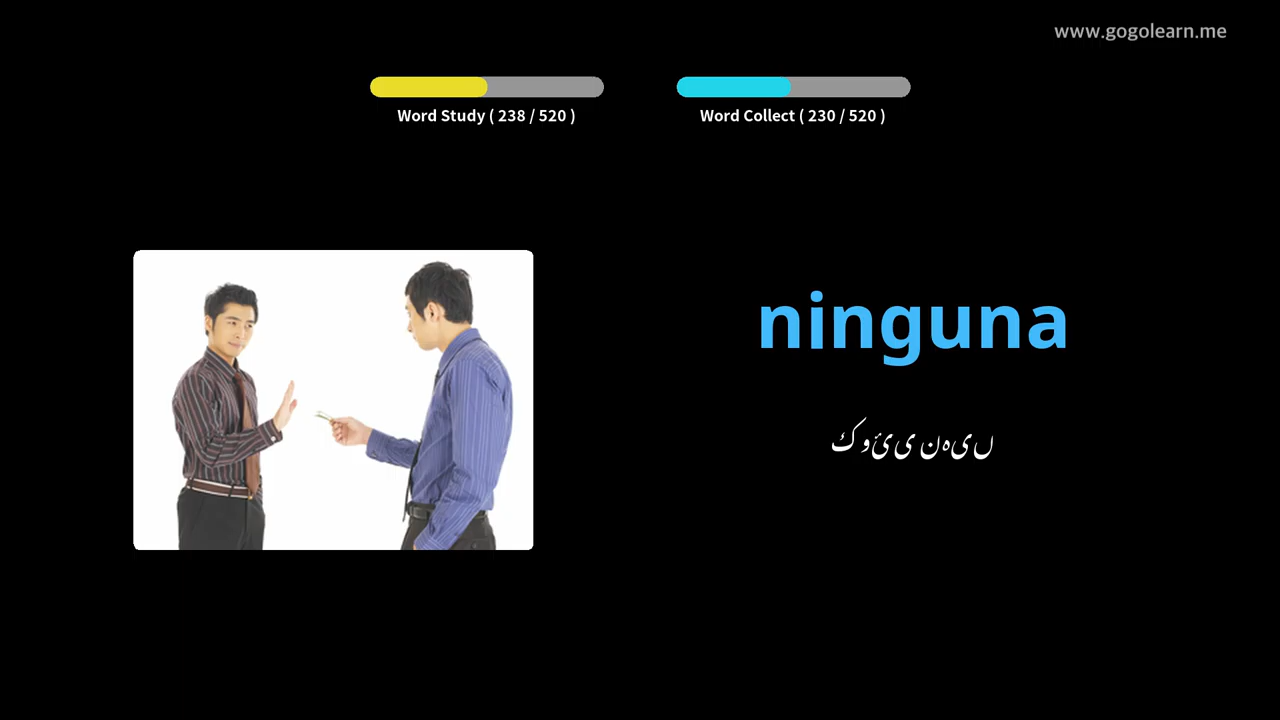 www.gogolearn.me
Word Study ( 238 / 520 )
Word Collect ( 230 / 520 )
ninguna
کوئی نہیں